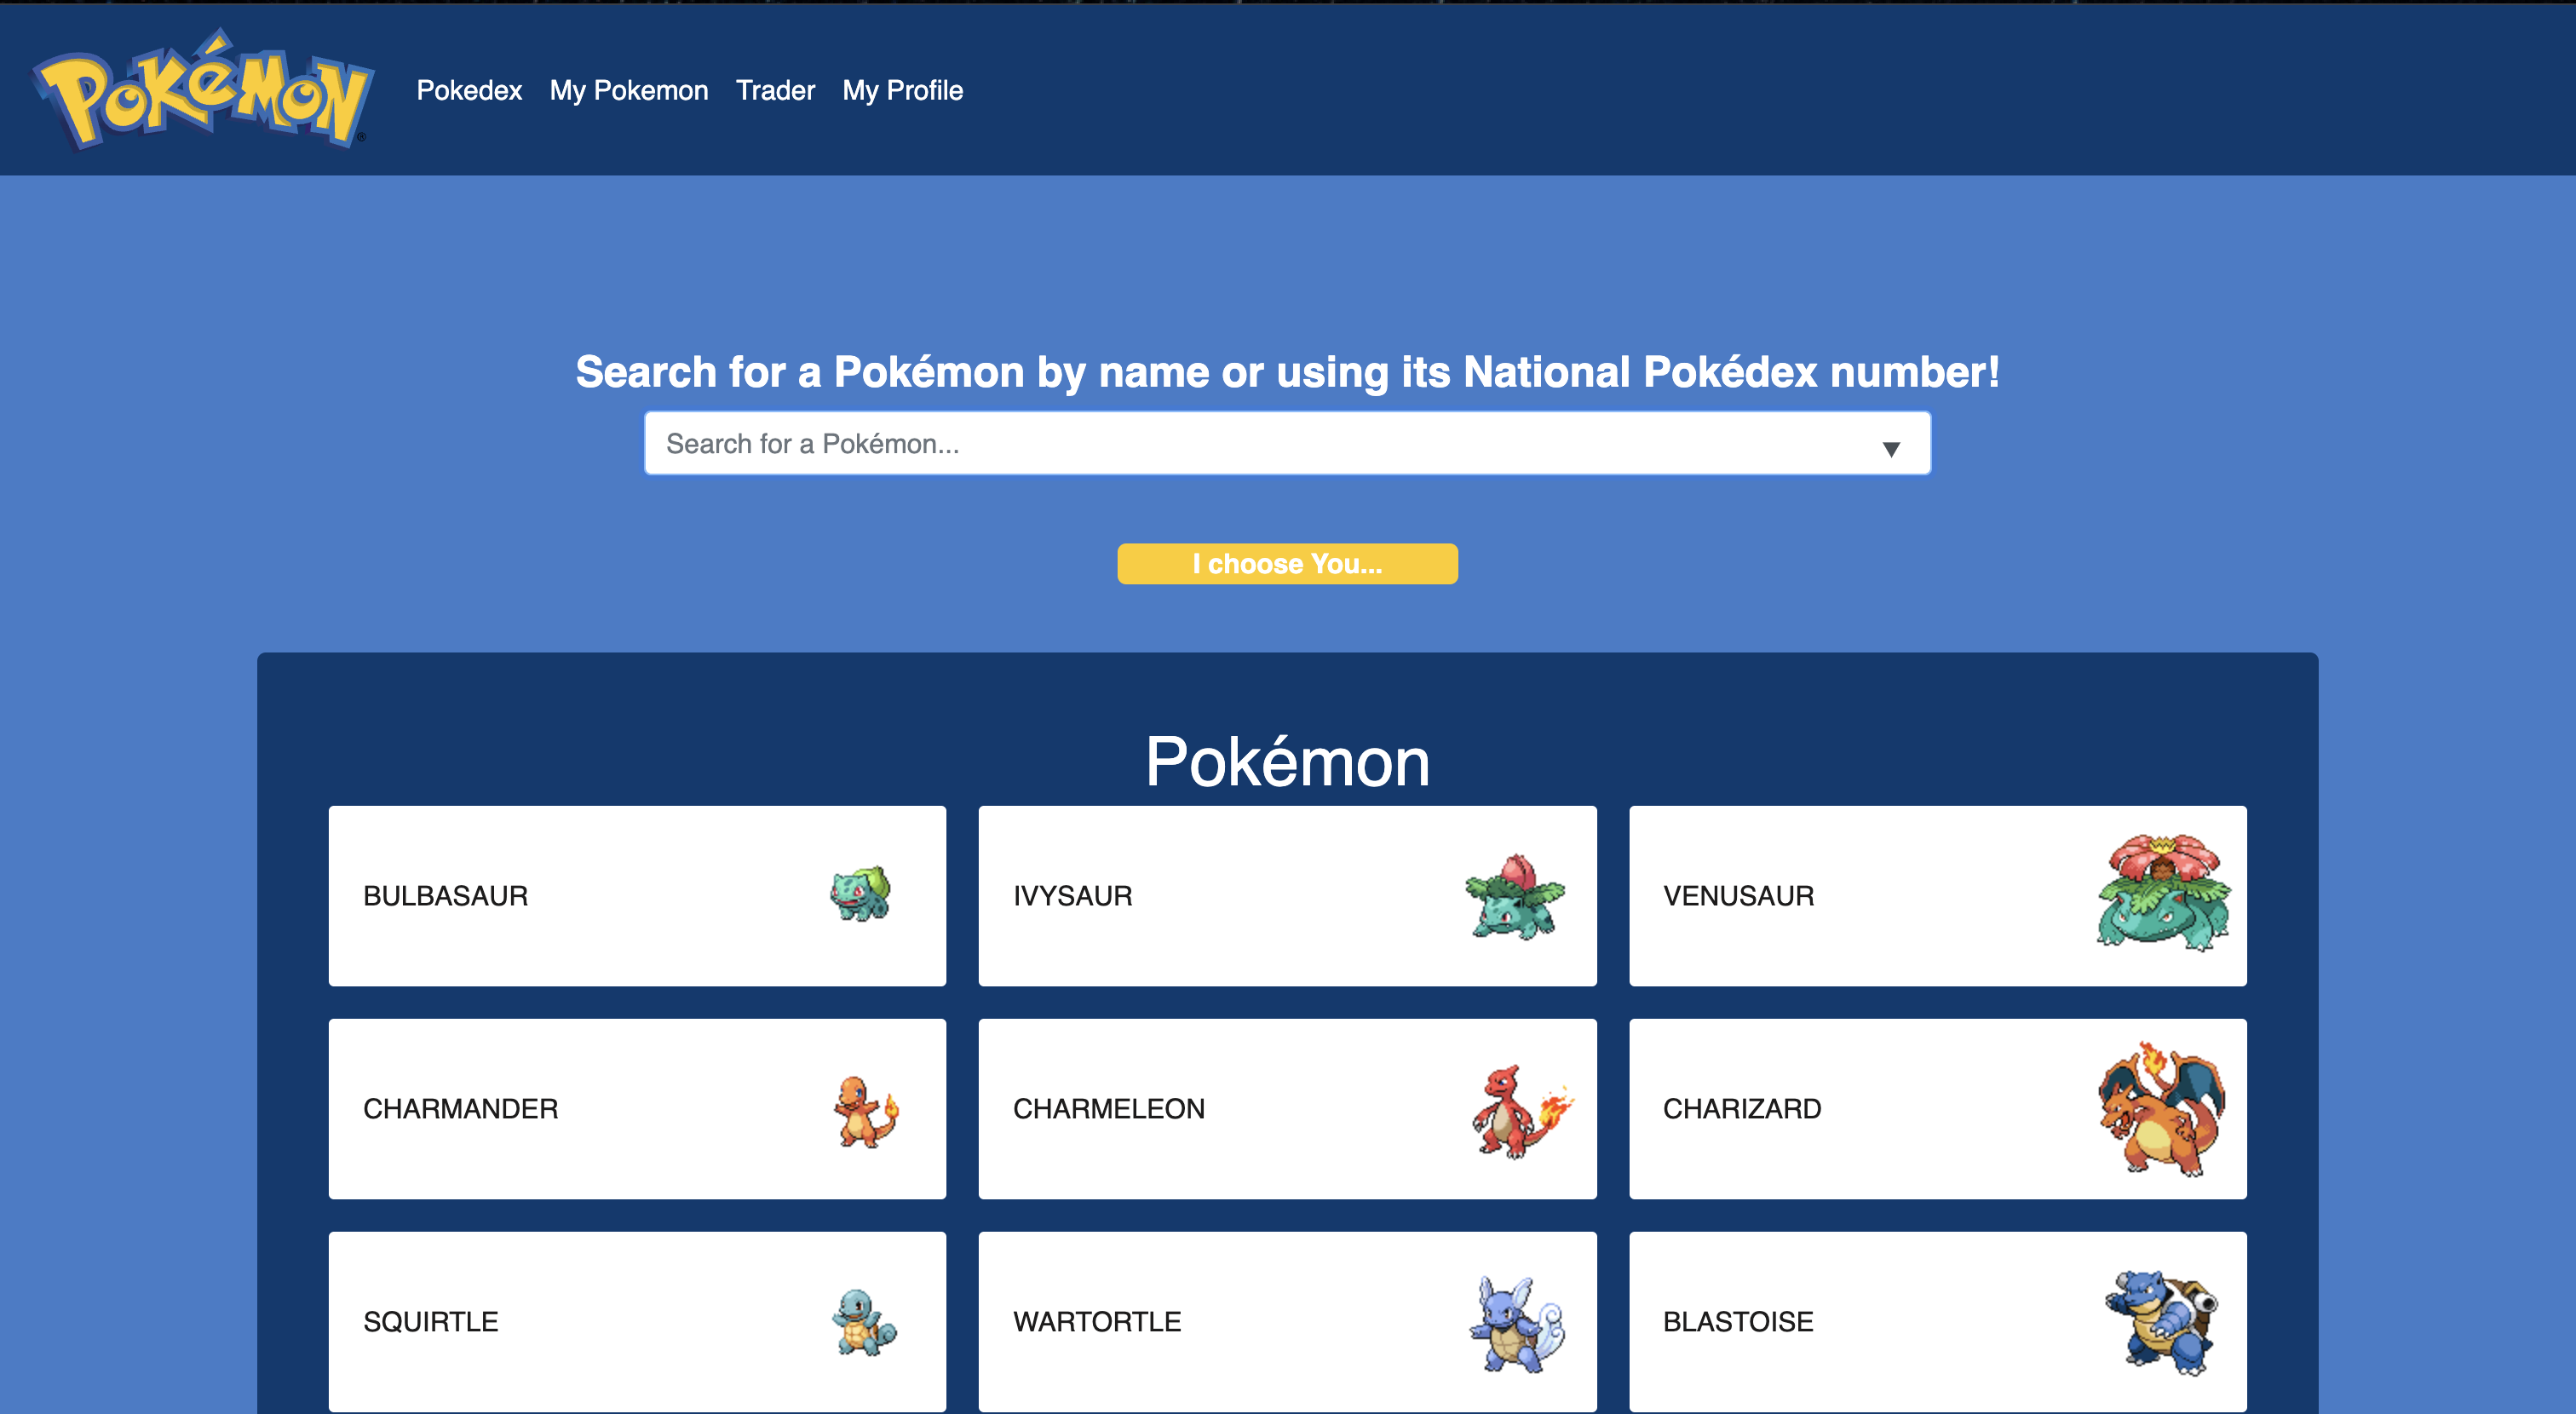 POKéMON®
Pokedex My Pokemon Trader My Profile
Search for a Pokémon by name or using its National Pokédex number!
Search for a Pokémon...
I choose You...
Pokémon
BULBASAUR IVYSAUR VENUSAUR
CHARMANDER CHARMELEON CHARIZARD
SQUIRTLE WARTORTLE BLASTOISE